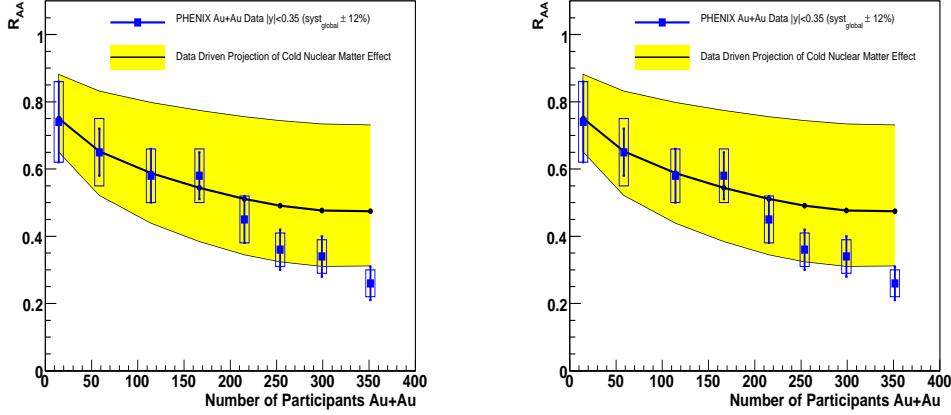 R_AA
PHENIX Au+Au Data |y|<0.35 (syst_global ± 12%)
Data Driven Projection of Cold Nuclear Matter Effect
1
0.8
0.6
0.4
0.2
0
0 50 100 150 200 250 300 350 400
Number of Participants Au+Au
R_AA
PHENIX Au+Au Data |y|<0.35 (syst_global ± 12%)
Data Driven Projection of Cold Nuclear Matter Effect
1
0.8
0.6
0.4
0.2
0
0 50 100 150 200 250 300 350 400
Number of Participants Au+Au